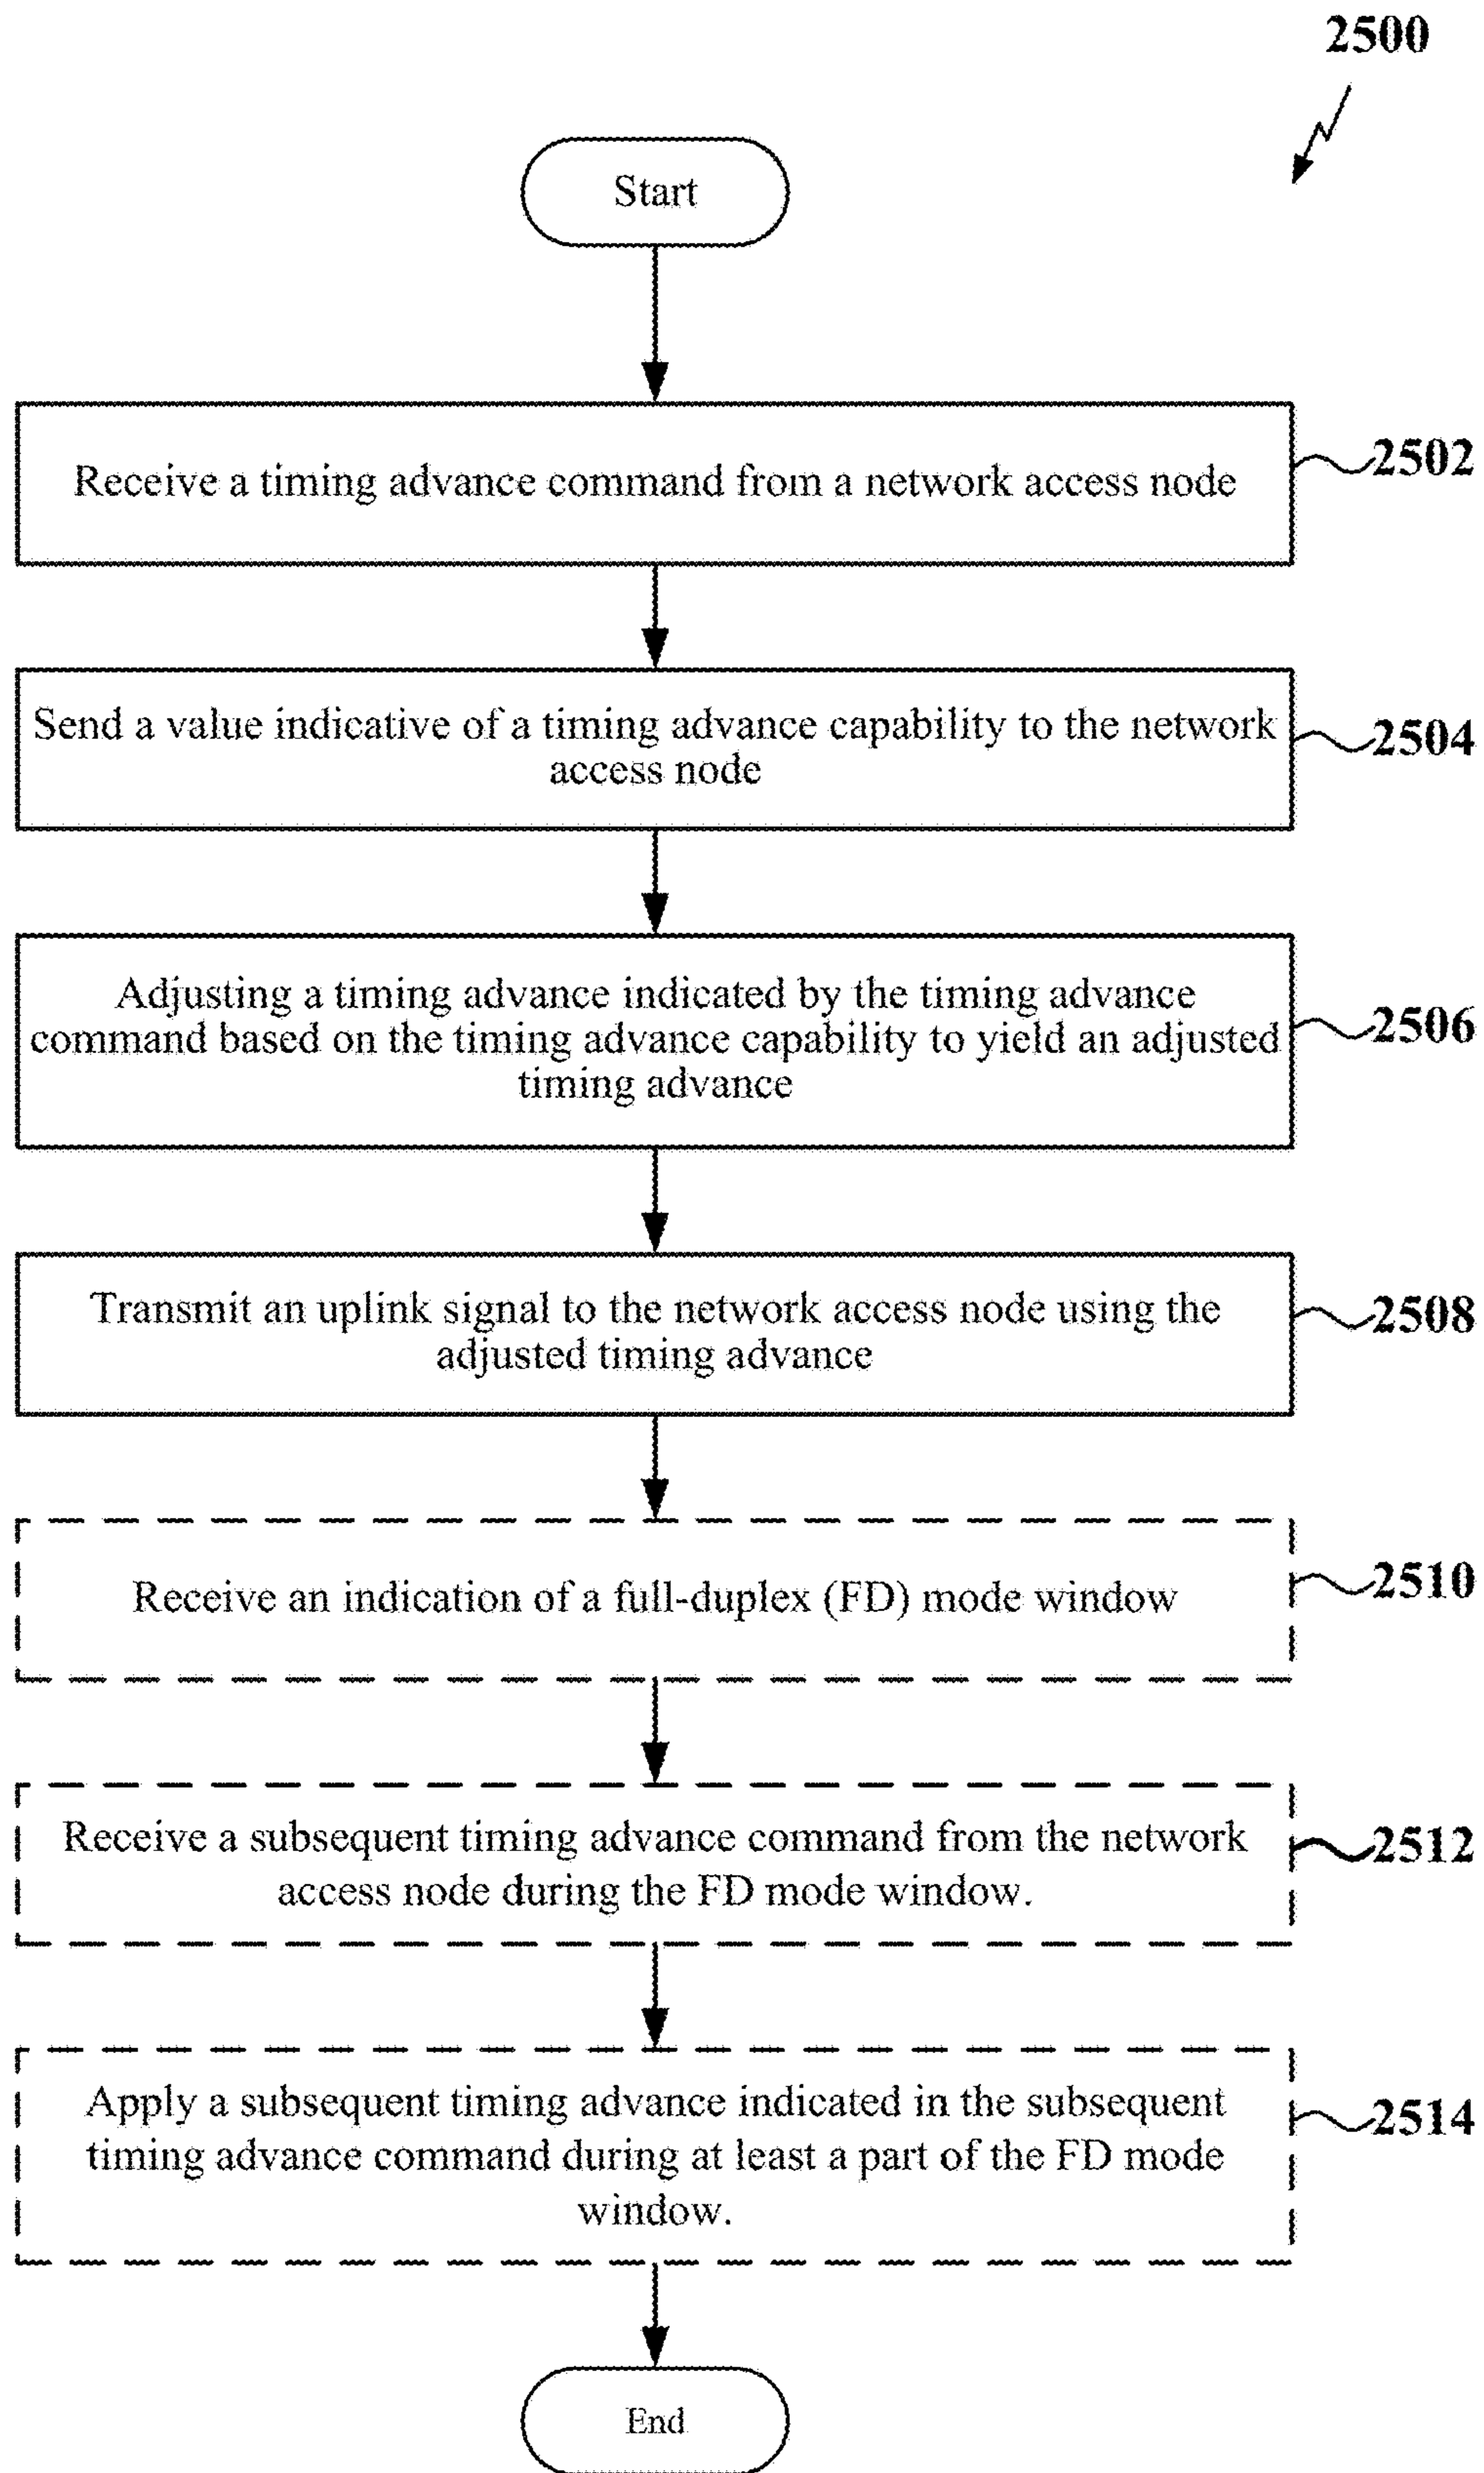 2500
Start
Receive a timing advance command from a network access node
2502
Send a value indicative of a timing advance capability to the network
access node
2504
Adjusting a timing advance indicated by the timing advance
command based on the timing advance capability to yield an adjusted
timing advance
2506
Transmit an uplink signal to the network access node using the
adjusted timing advance
2508
Receive an indication of a full-duplex (FD) mode window
2510
Receive a subsequent timing advance command from the network
access node during the FD mode window.
2512
Apply a subsequent timing advance indicated in the subsequent
timing advance command during at least a part of the FD mode
window.
2514
End